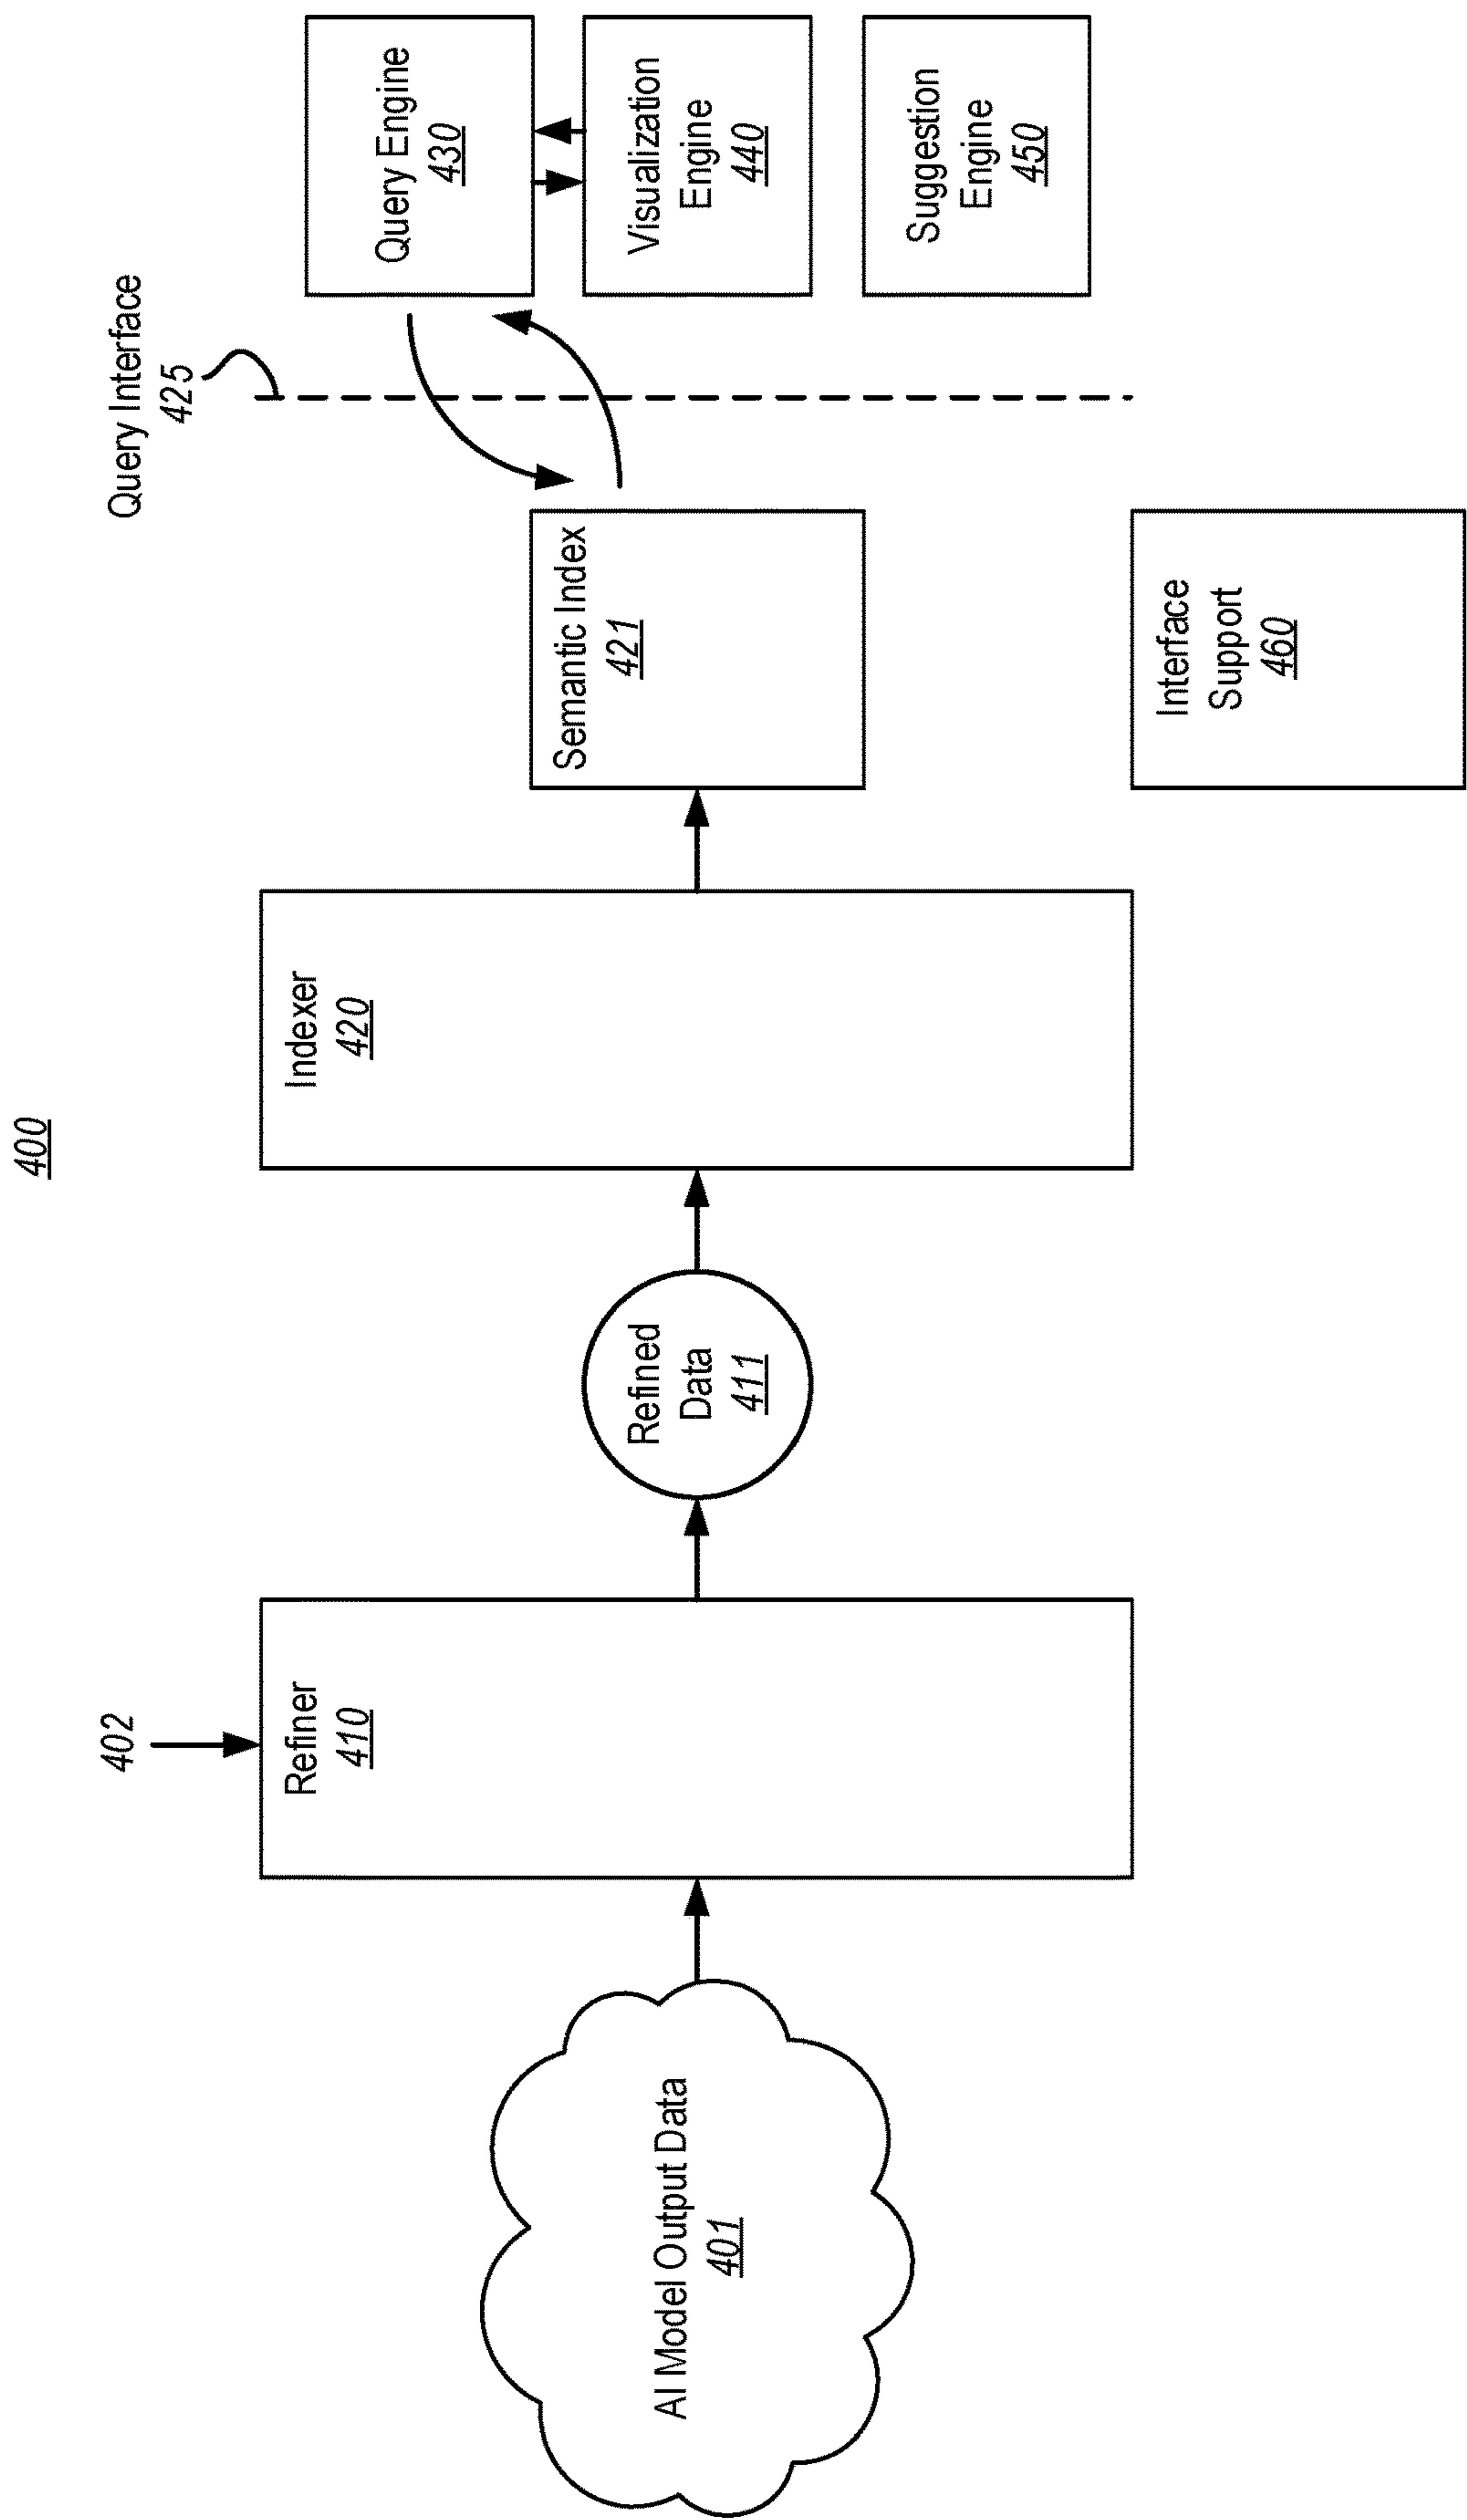 400
402
Query Interface
425
AI Model Output Data
401
Refiner
410
Refined
Data
411
Indexer
420
Semantic Index
421
Query Engine
430
Visualization
Engine
440
Suggestion
Engine
450
Interface
Support
460